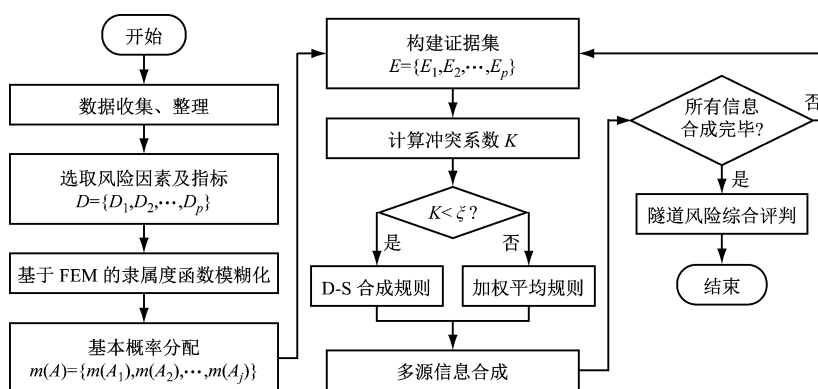 开始
数据收集、整理
选取风险因素及指标
D={D₁,D₂,…,Dₚ}
基于 FEM 的隶属度函数模糊化
基本概率分配
m(A)={m(A₁),m(A₂),…,m(Aⱼ)}
构建证据集
E={E₁,E₂,…,Eₚ}
计算冲突系数 K
K<ξ?
是
否
D-S 合成规则
加权平均规则
多源信息合成
所有信息
合成完毕?
否
是
隧道风险综合评判
结束